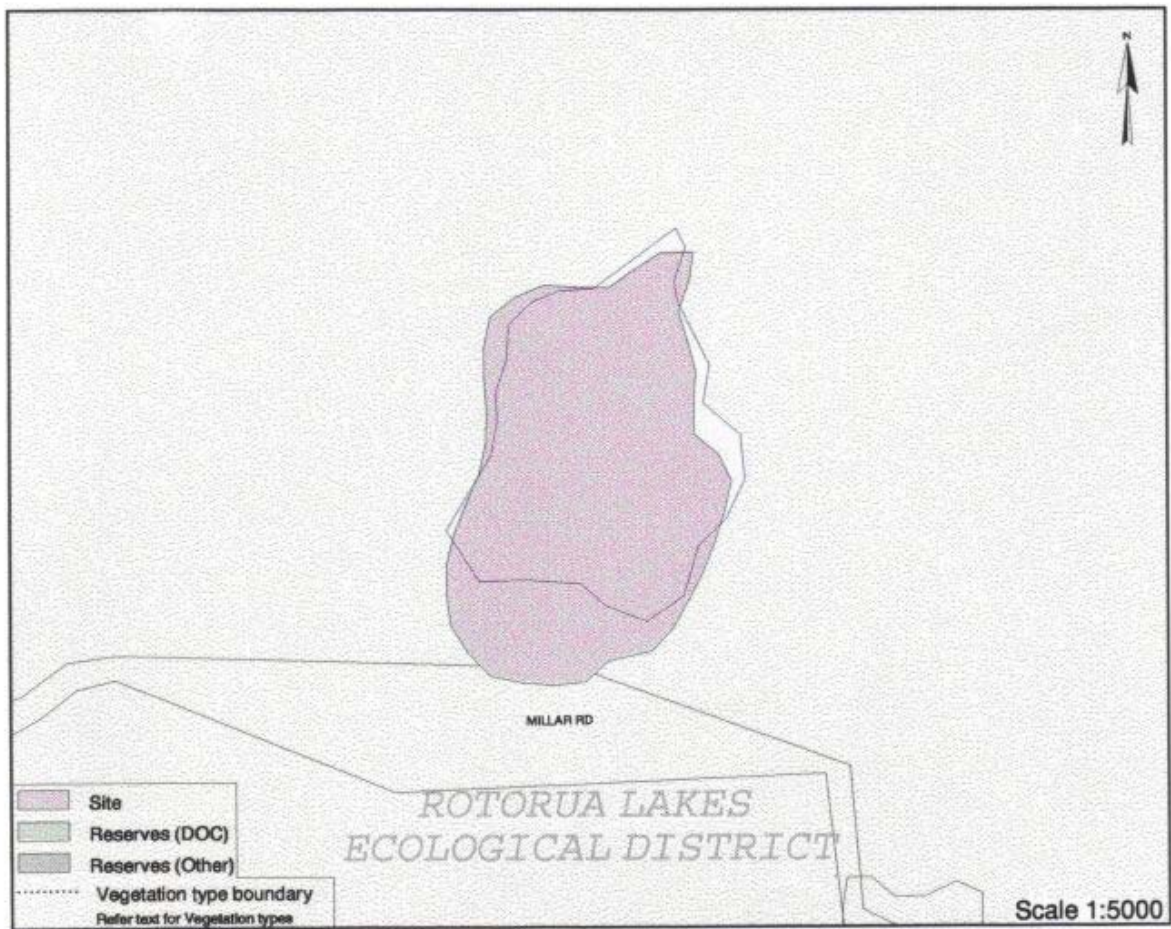 N
MILLAR RD
ROTORUA LAKES
ECOLOGICAL DISTRICT
Site
Reserves (DOC)
Reserves (Other)
Vegetation type boundary
Refer text for Vegetation types
Scale 1:5000